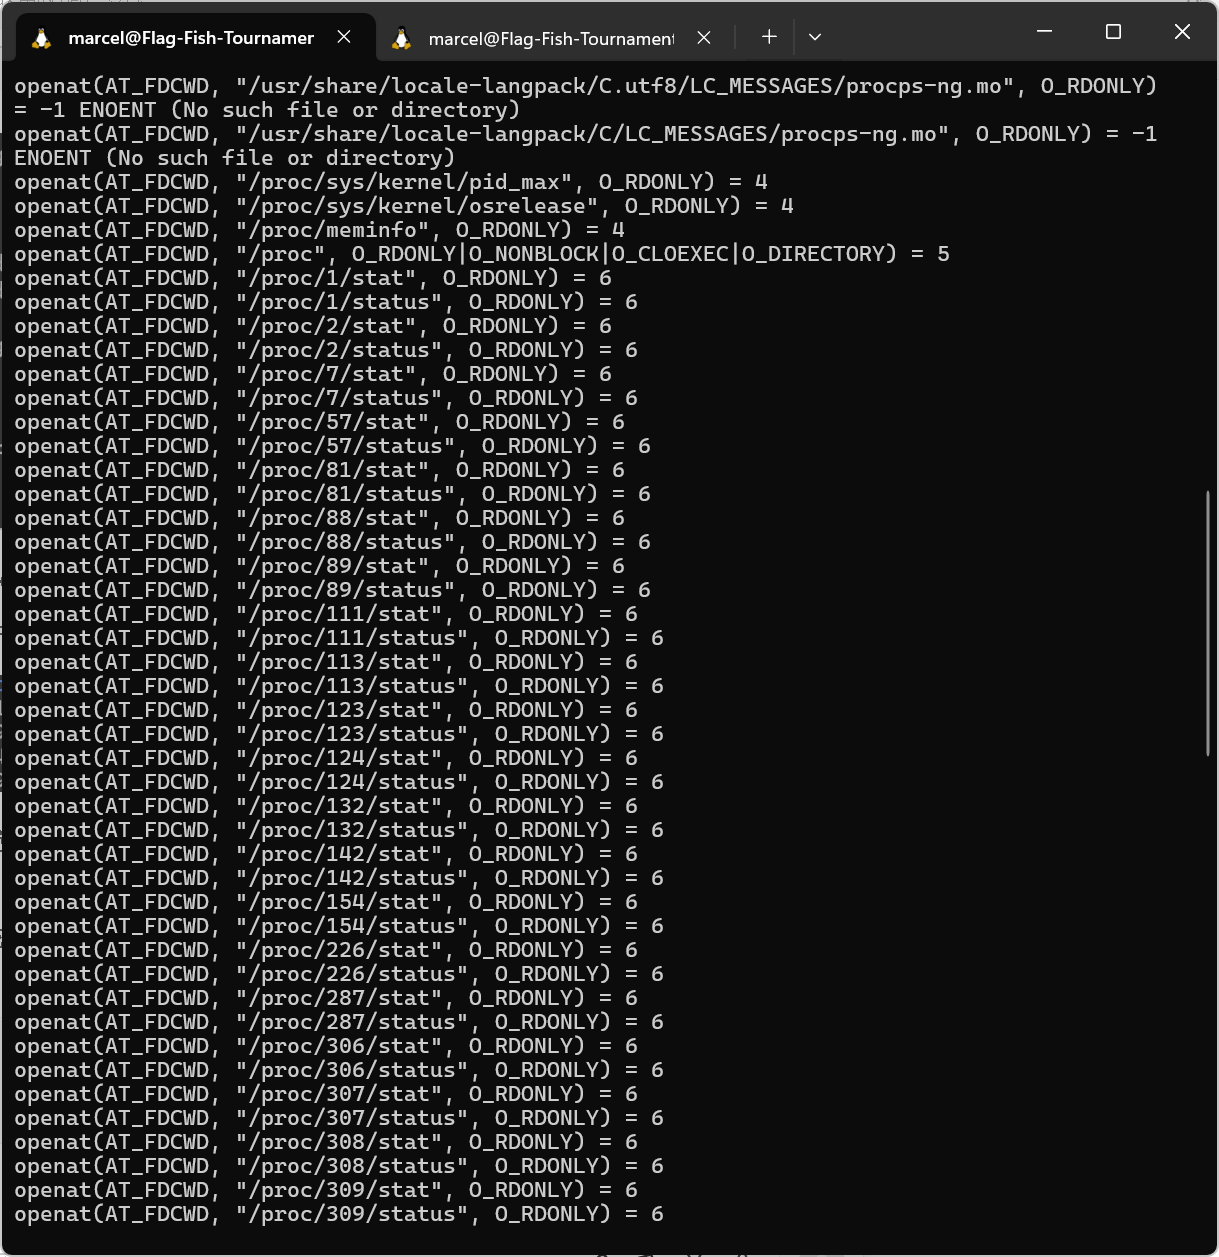 marcel@Flag-Fish-Tournamer
marcel@Flag-Fish-Tournament
openat(AT_FDCWD, "/usr/share/locale-langpack/C.utf8/LC_MESSAGES/procps-ng.mo", O_RDONLY)
= -1 ENOENT (No such file or directory)
openat(AT_FDCWD, "/usr/share/locale-langpack/C/LC_MESSAGES/procps-ng.mo", O_RDONLY) = -1
ENOENT (No such file or directory)
openat(AT_FDCWD, "/proc/sys/kernel/pid_max", O_RDONLY) = 4
openat(AT_FDCWD, "/proc/sys/kernel/osrelease", O_RDONLY) = 4
openat(AT_FDCWD, "/proc/meminfo", O_RDONLY) = 4
openat(AT_FDCWD, "/proc", O_RDONLY|O_NONBLOCK|O_CLOEXEC|O_DIRECTORY) = 5
openat(AT_FDCWD, "/proc/1/stat", O_RDONLY) = 6
openat(AT_FDCWD, "/proc/1/status", O_RDONLY) = 6
openat(AT_FDCWD, "/proc/2/stat", O_RDONLY) = 6
openat(AT_FDCWD, "/proc/2/status", O_RDONLY) = 6
openat(AT_FDCWD, "/proc/7/stat", O_RDONLY) = 6
openat(AT_FDCWD, "/proc/7/status", O_RDONLY) = 6
openat(AT_FDCWD, "/proc/57/stat", O_RDONLY) = 6
openat(AT_FDCWD, "/proc/57/status", O_RDONLY) = 6
openat(AT_FDCWD, "/proc/81/stat", O_RDONLY) = 6
openat(AT_FDCWD, "/proc/81/status", O_RDONLY) = 6
openat(AT_FDCWD, "/proc/88/stat", O_RDONLY) = 6
openat(AT_FDCWD, "/proc/88/status", O_RDONLY) = 6
openat(AT_FDCWD, "/proc/89/stat", O_RDONLY) = 6
openat(AT_FDCWD, "/proc/89/status", O_RDONLY) = 6
openat(AT_FDCWD, "/proc/111/stat", O_RDONLY) = 6
openat(AT_FDCWD, "/proc/111/status", O_RDONLY) = 6
openat(AT_FDCWD, "/proc/113/stat", O_RDONLY) = 6
openat(AT_FDCWD, "/proc/113/status", O_RDONLY) = 6
openat(AT_FDCWD, "/proc/123/stat", O_RDONLY) = 6
openat(AT_FDCWD, "/proc/123/status", O_RDONLY) = 6
openat(AT_FDCWD, "/proc/124/stat", O_RDONLY) = 6
openat(AT_FDCWD, "/proc/124/status", O_RDONLY) = 6
openat(AT_FDCWD, "/proc/132/stat", O_RDONLY) = 6
openat(AT_FDCWD, "/proc/132/status", O_RDONLY) = 6
openat(AT_FDCWD, "/proc/142/stat", O_RDONLY) = 6
openat(AT_FDCWD, "/proc/142/status", O_RDONLY) = 6
openat(AT_FDCWD, "/proc/154/stat", O_RDONLY) = 6
openat(AT_FDCWD, "/proc/154/status", O_RDONLY) = 6
openat(AT_FDCWD, "/proc/226/stat", O_RDONLY) = 6
openat(AT_FDCWD, "/proc/226/status", O_RDONLY) = 6
openat(AT_FDCWD, "/proc/287/stat", O_RDONLY) = 6
openat(AT_FDCWD, "/proc/287/status", O_RDONLY) = 6
openat(AT_FDCWD, "/proc/306/stat", O_RDONLY) = 6
openat(AT_FDCWD, "/proc/306/status", O_RDONLY) = 6
openat(AT_FDCWD, "/proc/307/stat", O_RDONLY) = 6
openat(AT_FDCWD, "/proc/307/status", O_RDONLY) = 6
openat(AT_FDCWD, "/proc/308/stat", O_RDONLY) = 6
openat(AT_FDCWD, "/proc/308/status", O_RDONLY) = 6
openat(AT_FDCWD, "/proc/309/stat", O_RDONLY) = 6
openat(AT_FDCWD, "/proc/309/status", O_RDONLY) = 6